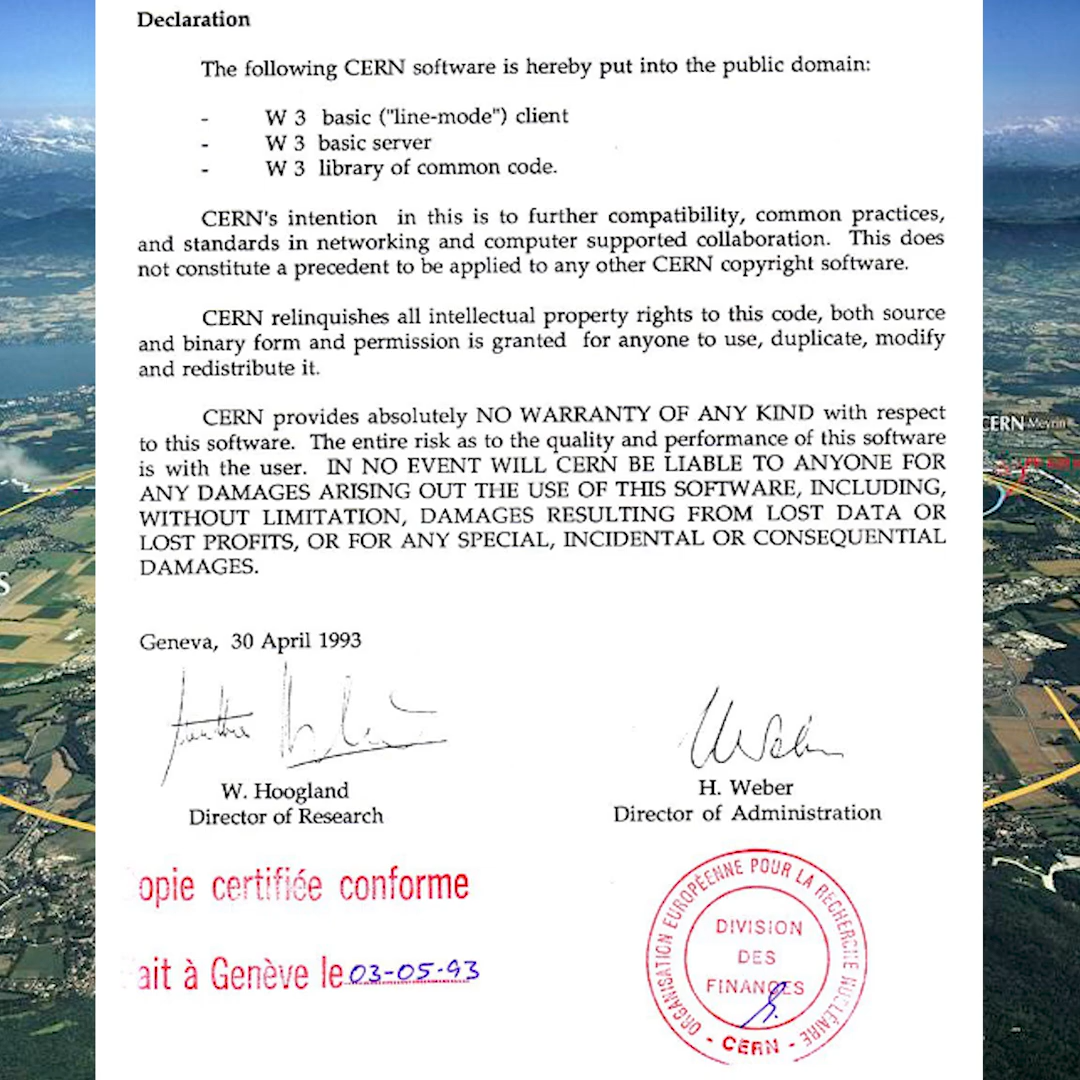 Declaration
The following CERN software is hereby put into the public domain:
- W 3 basic ("line-mode") client
- W 3 basic server
- W 3 library of common code.
CERN's intention in this is to further compatibility, common practices,
and standards in networking and computer supported collaboration. This does
not constitute a precedent to be applied to any other CERN copyright software.
CERN relinquishes all intellectual property rights to this code, both source
and binary form and permission is granted for anyone to use, duplicate, modify
and redistribute it.
CERN provides absolutely NO WARRANTY OF ANY KIND with respect
to this software. The entire risk as to the quality and performance of this software
is with the user. IN NO EVENT WILL CERN BE LIABLE TO ANYONE FOR
ANY DAMAGES ARISING OUT THE USE OF THIS SOFTWARE, INCLUDING,
WITHOUT LIMITATION, DAMAGES RESULTING FROM LOST DATA OR
LOST PROFITS, OR FOR ANY SPECIAL, INCIDENTAL OR CONSEQUENTIAL
DAMAGES.
Geneva, 30 April 1993
W. Hoogland
Director of Research
H. Weber
Director of Administration
opie certifiée conforme
ait à Genève le 03-05-93
ORGANISATION EUROPÉENNE POUR LA RECHERCHE NUCLÉAIRE
DIVISION
DES
FINANCES
- CERN -
CERN Meyrin